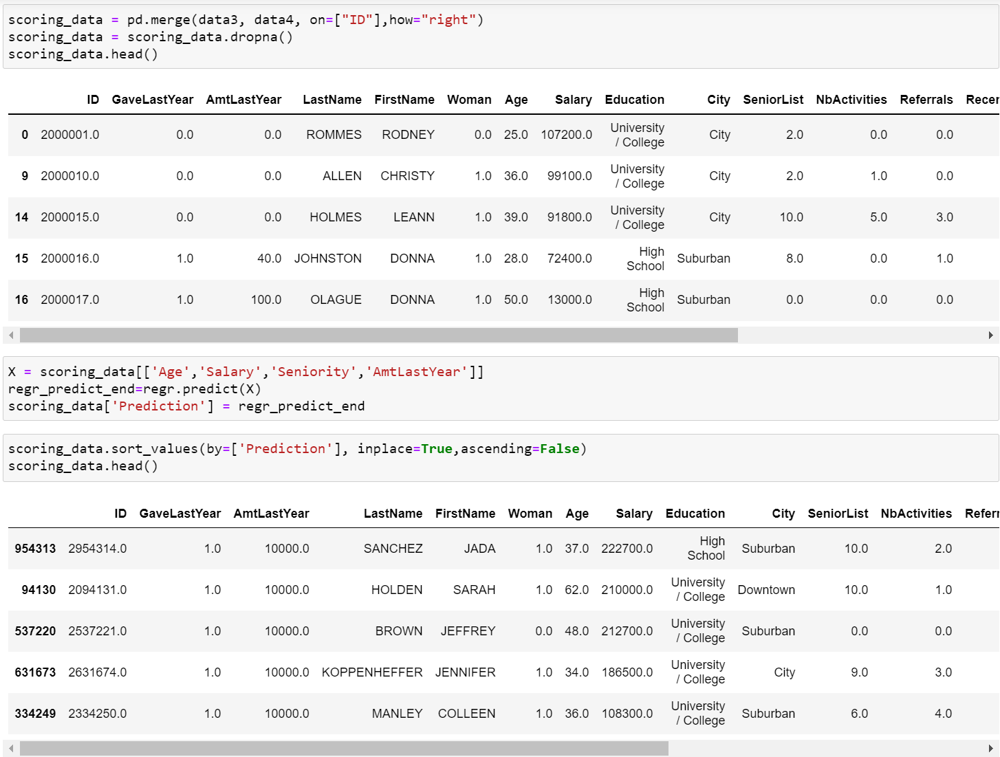 scoring_data = pd.merge(data3, data4, on=["ID"],how="right")
scoring_data = scoring_data.dropna()
scoring_data.head()
ID GaveLastYear AmtLastYear LastName FirstName Woman Age Salary Education City SeniorList NbActivities Referrals Recer
0 2000001.0 0.0 0.0 ROMMES RODNEY 0.0 25.0 107200.0 University / College City 2.0 0.0 0.0
9 2000010.0 0.0 0.0 ALLEN CHRISTY 1.0 36.0 99100.0 University / College City 2.0 1.0 0.0
14 2000015.0 0.0 0.0 HOLMES LEANN 1.0 39.0 91800.0 University / College City 10.0 5.0 3.0
15 2000016.0 1.0 40.0 JOHNSTON DONNA 1.0 28.0 72400.0 High School Suburban 8.0 0.0 1.0
16 2000017.0 1.0 100.0 OLAGUE DONNA 1.0 50.0 13000.0 High School Suburban 0.0 0.0 0.0
X = scoring_data[['Age','Salary','Seniority','AmtLastYear']]
regr_predict_end=regr.predict(X)
scoring_data['Prediction'] = regr_predict_end
scoring_data.sort_values(by=['Prediction'], inplace=True,ascending=False)
scoring_data.head()
ID GaveLastYear AmtLastYear LastName FirstName Woman Age Salary Education City SeniorList NbActivities Referr
954313 2954314.0 1.0 10000.0 SANCHEZ JADA 1.0 37.0 222700.0 High School Suburban 10.0 2.0
94130 2094131.0 1.0 10000.0 HOLDEN SARAH 1.0 62.0 210000.0 University / College Downtown 10.0 1.0
537220 2537221.0 1.0 10000.0 BROWN JEFFREY 0.0 48.0 212700.0 University / College Suburban 0.0 0.0
631673 2631674.0 1.0 10000.0 KOPPENHEFFER JENNIFER 1.0 34.0 186500.0 University / College City 9.0 3.0
334249 2334250.0 1.0 10000.0 MANLEY COLLEEN 1.0 36.0 108300.0 University / College Suburban 6.0 4.0